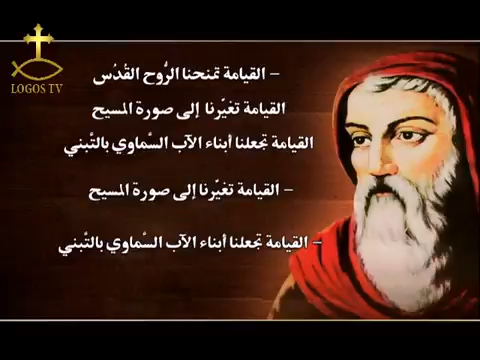 LOGOS TV
– القيامة تمنحنا الرُّوح القُدُس
القيامة تغيّرنا إلى صورة المسيح
القيامة تجعلنا أبناء الآب السَّماوي بالتَّبني
– القيامة تغيّرنا إلى صورة المسيح
– القيامة تجعلنا أبناء الآب السَّماوي بالتَّبني